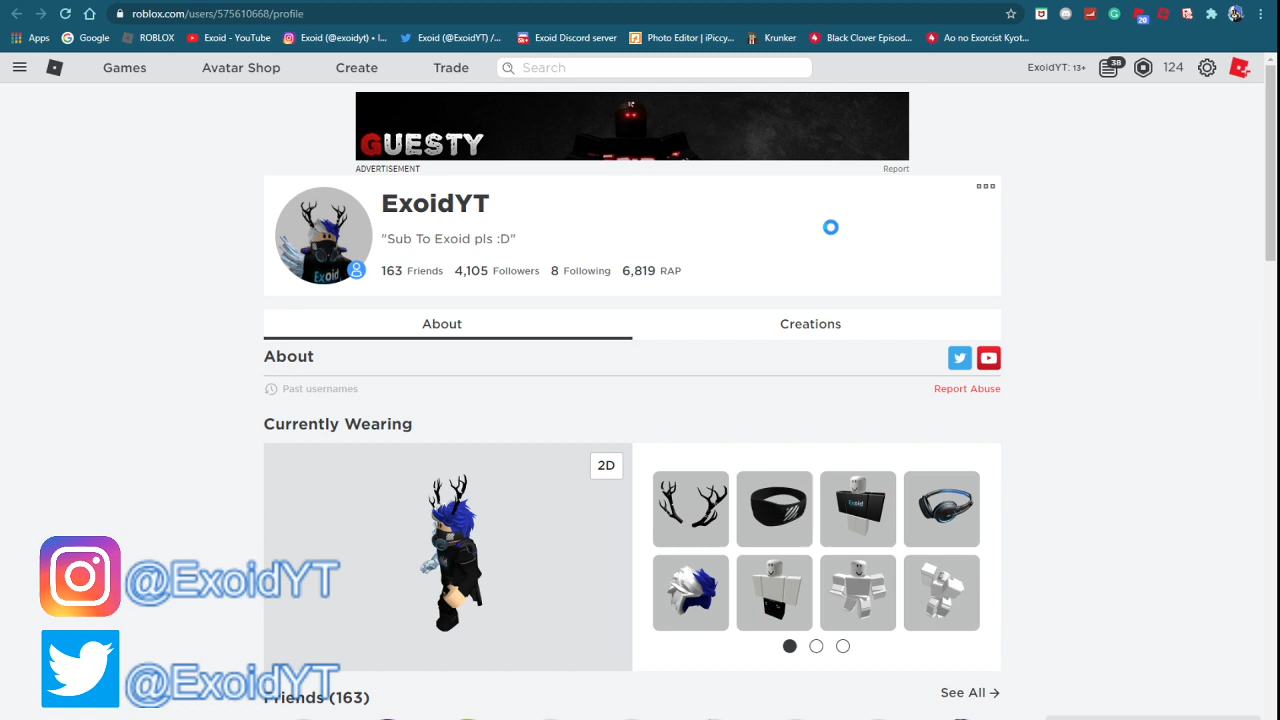 roblox.com/users/575610668/profile
20
Apps Google ROBLOX Exoid - YouTube Exoid (@exoidyt) • I... Exoid (@ExoidYT) /... Exoid Discord server Photo Editor | iPiccy... Krunker Black Clover Episod... Ao no Exorcist Kyot...
Games Avatar Shop Create Trade Search ExoidYT: 13+ 38 124
GUESTY
ADVERTISEMENT Report
ExoidYT
"Sub To Exoid pls :D"
163 Friends 4,105 Followers 8 Following 6,819 RAP
Exoid
About Creations
About
Past usernames Report Abuse
Currently Wearing
2D
Exoid
@ExoidYT
@ExoidYT
Friends (163) See All →